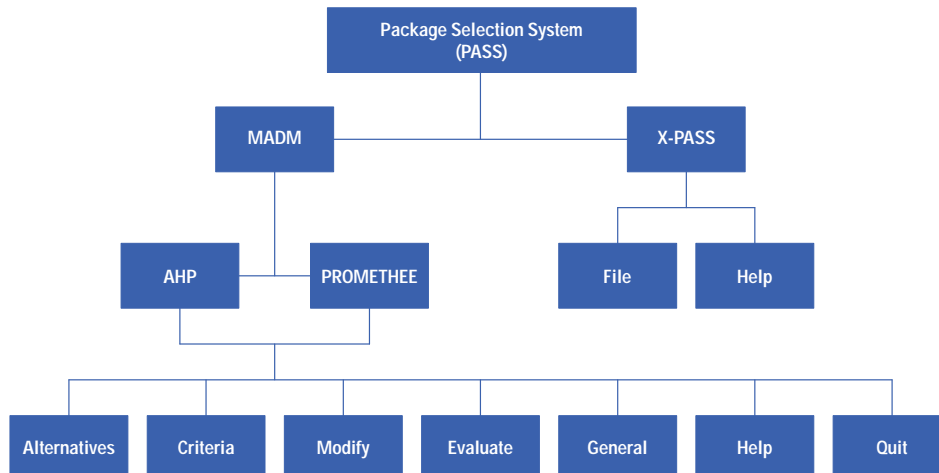 Package Selection System
(PASS)
MADM
X-PASS
AHP
PROMETHEE
File
Help
Alternatives
Criteria
Modify
Evaluate
General
Help
Quit